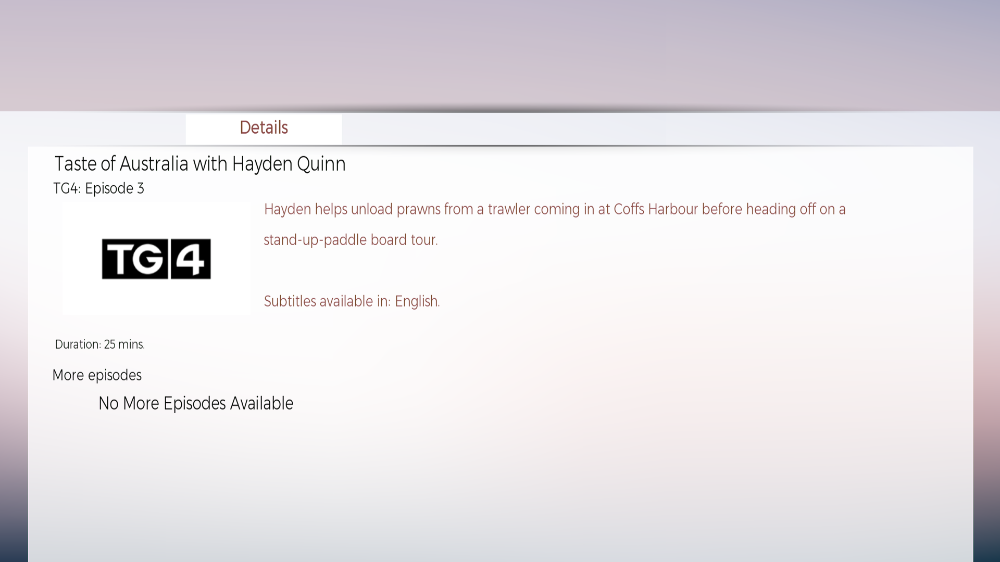 Details
Taste of Australia with Hayden Quinn
TG4: Episode 3
Hayden helps unload prawns from a trawler coming in at Coffs Harbour before heading off on a
stand-up-paddle board tour.
TG4
Subtitles available in: English.
Duration: 25 mins.
More episodes
No More Episodes Available